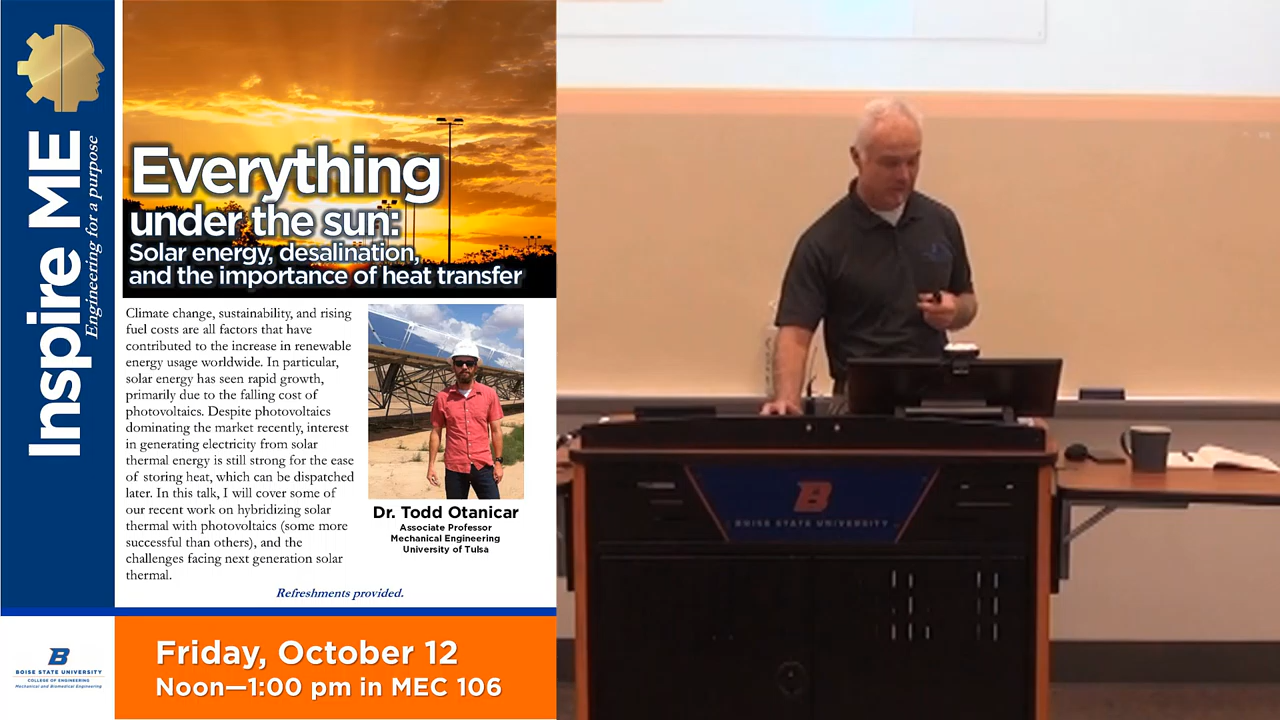 Inspire ME
Engineering for a purpose
Everything
under the sun:
Solar energy, desalination,
and the importance of heat transfer
Climate change, sustainability, and rising
fuel costs are all factors that have
contributed to the increase in renewable
energy usage worldwide. In particular,
solar energy has seen rapid growth,
primarily due to the falling cost of
photovoltaics. Despite photovoltaics
dominating the market recently, interest
in generating electricity from solar
thermal energy is still strong for the ease
of storing heat, which can be dispatched
later. In this talk, I will cover some of
our recent work on hybridizing solar
thermal with photovoltaics (some more
successful than others), and the
challenges facing next generation solar
thermal.
Dr. Todd Otanicar
Associate Professor
Mechanical Engineering
University of Tulsa
Refreshments provided.
B
BOISE STATE UNIVERSITY
COLLEGE OF ENGINEERING
Mechanical and Biomedical Engineering
Friday, October 12
Noon—1:00 pm in MEC 106
B
BOISE STATE UNIVERSITY